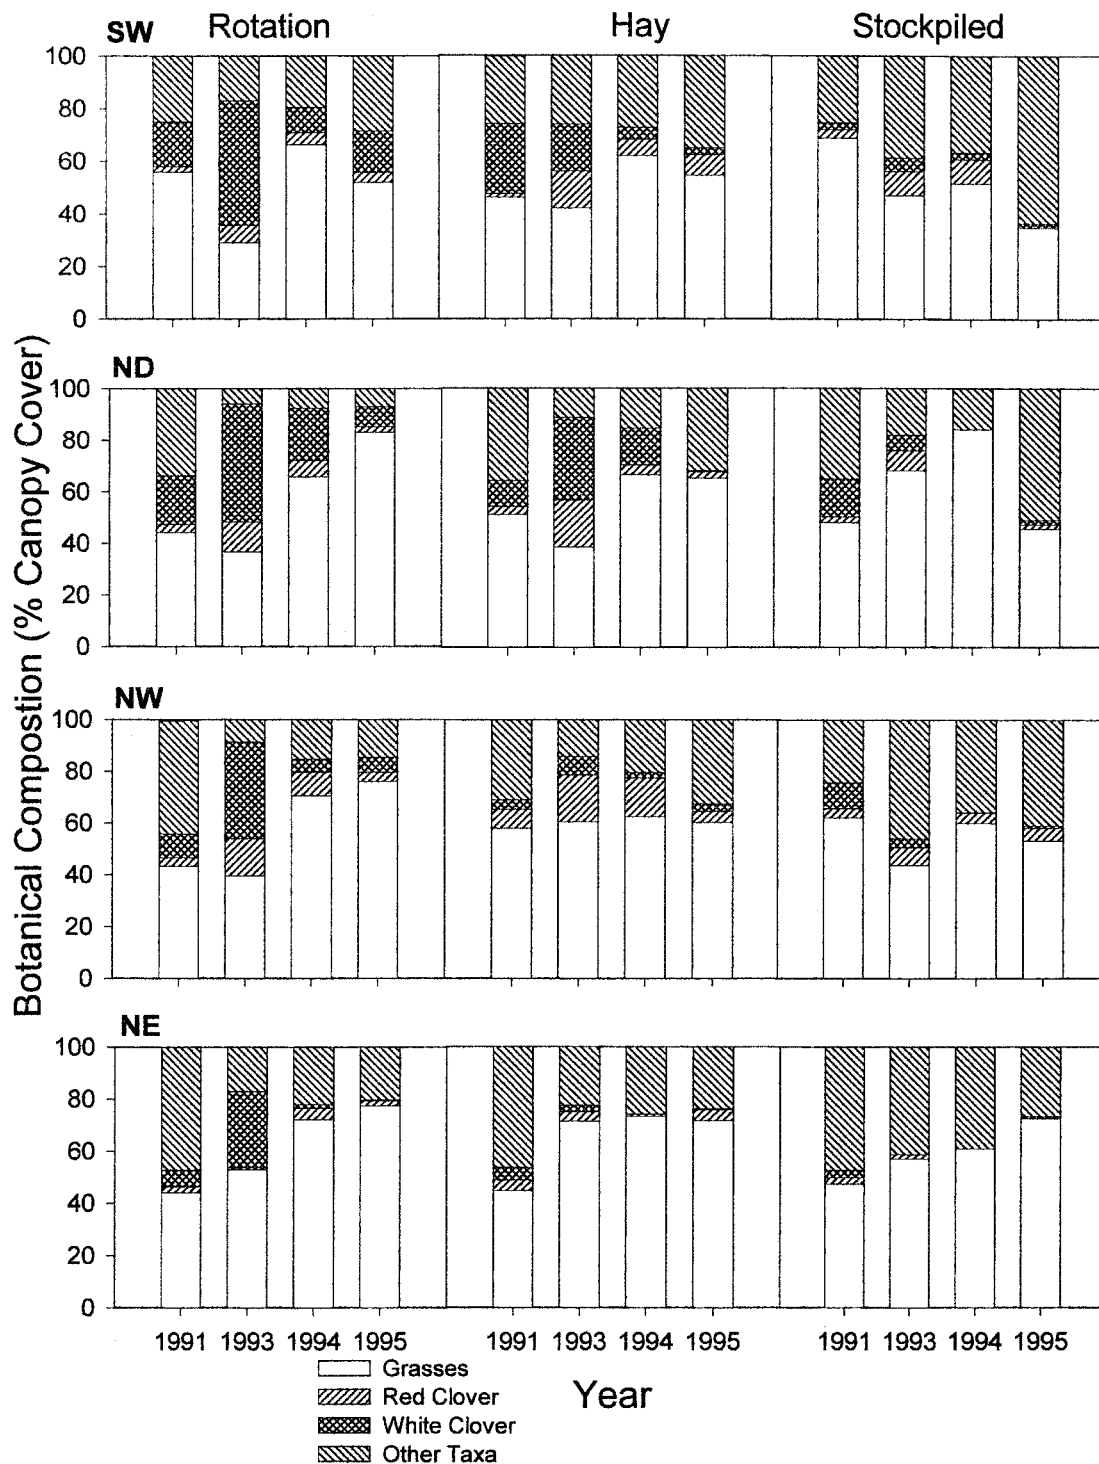 SW Rotation Hay Stockpiled
100
80
60
40
20
0
ND
100
80
60
40
20
0
NW
100
80
60
40
20
0
NE
100
80
60
40
20
0
Botanical Compostion (% Canopy Cover)
1991 1993 1994 1995 1991 1993 1994 1995 1991 1993 1994 1995
Year
Grasses
Red Clover
White Clover
Other Taxa